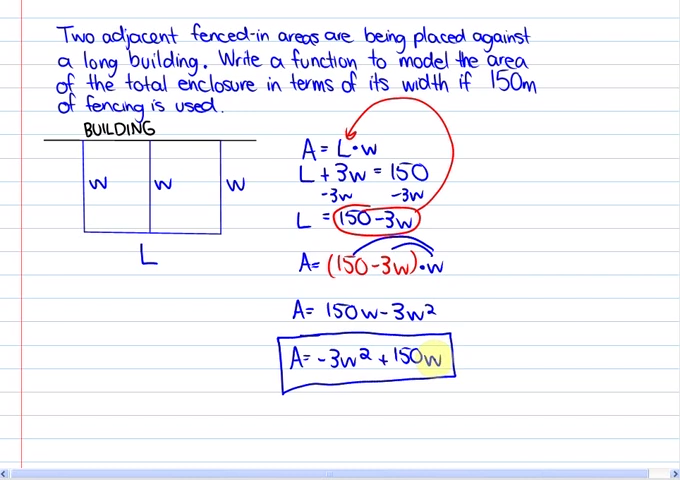 Two adjacent fenced-in areas are being placed against
a long building. Write a function to model the area
of the total enclosure in terms of its width if 150m
of fencing is used.
BUILDING
w w w
L
A = L•w
L + 3w = 150
-3w -3w
L = 150-3w
A= (150-3w)•w
A= 150w-3w²
A= -3w² + 150w